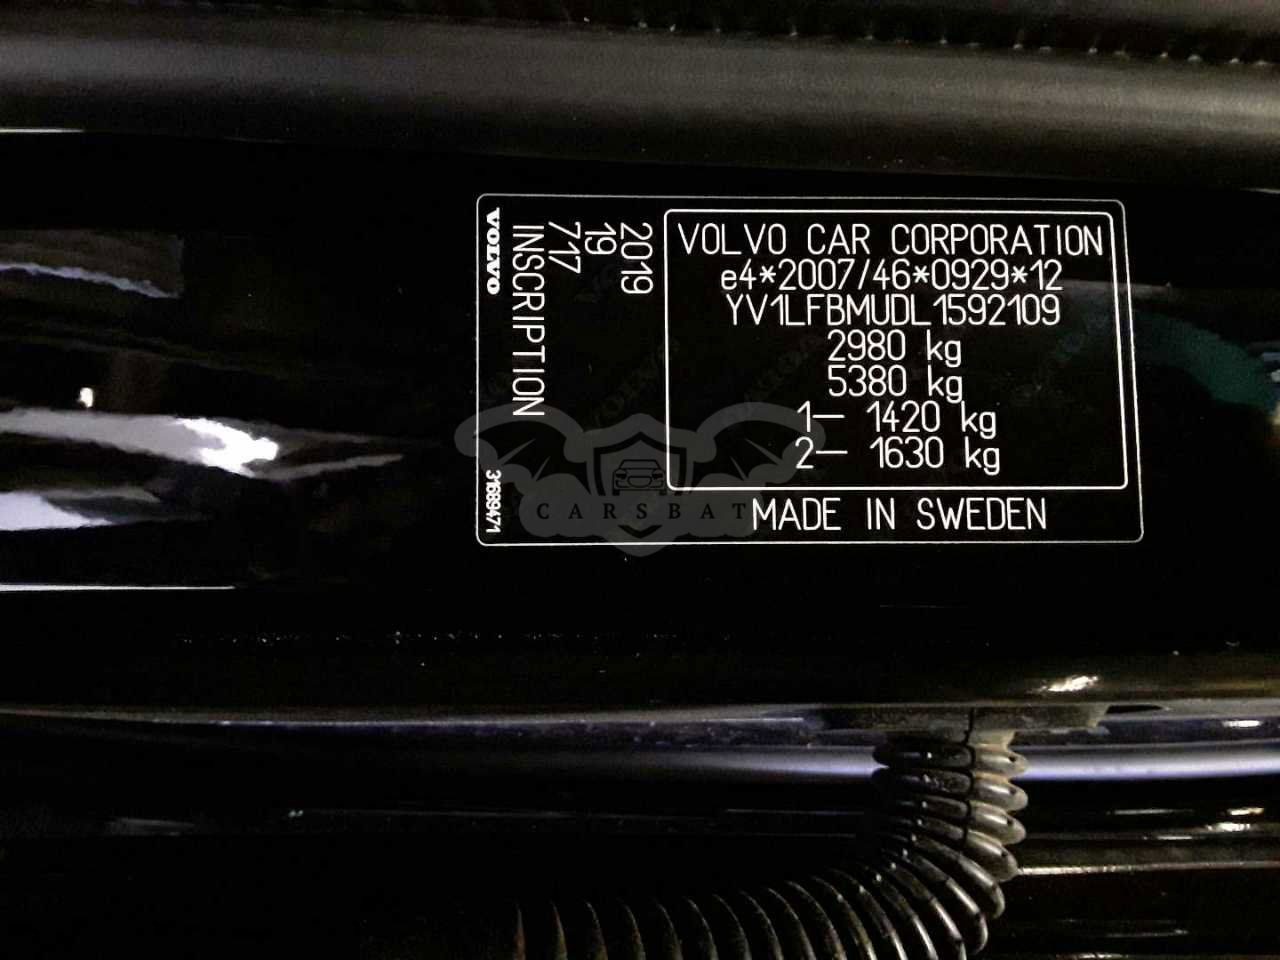 VOLVO CAR CORPORATION
e4*2007/46*0929*12
YV1LFBMUDL1592109
2980 kg
5380 kg
1– 1420 kg
2– 1630 kg
MADE IN SWEDEN
2019
19
717
INSCRIPTION
VOLVO
31689471
CARSBAT